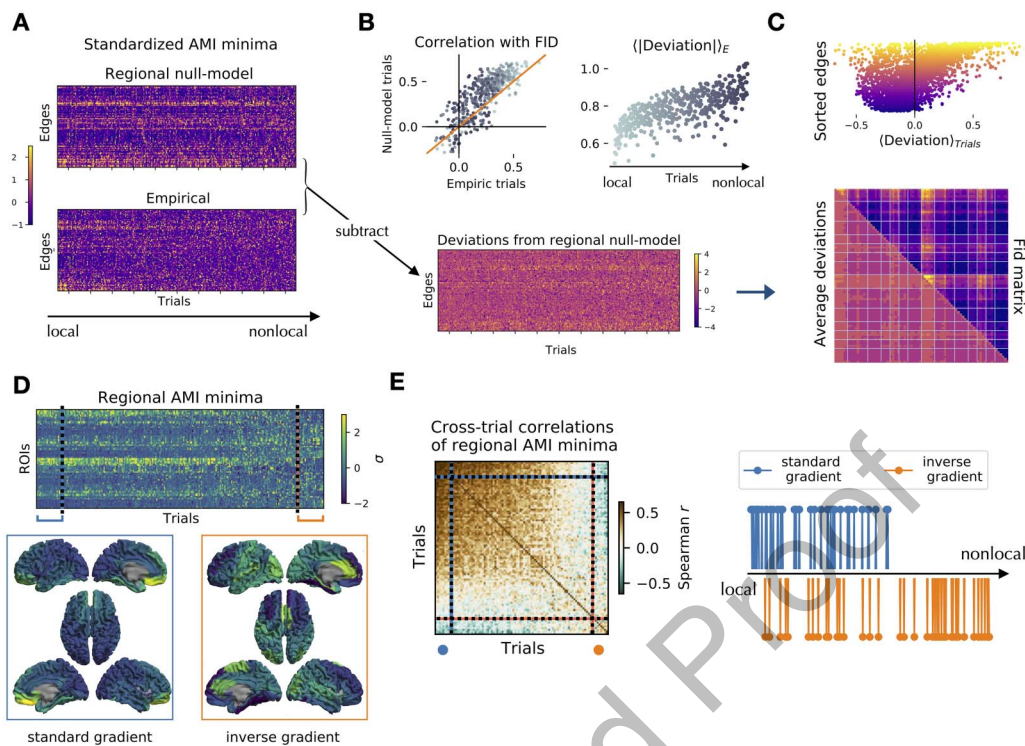 A
Standardized AMI minima
Regional null-model
Edges
2
1
0
−1
Empirical
Edges
Trials
local
nonlocal
subtract
B
Correlation with FID
Null-model trials
0.5
0.0
0.0
0.5
Empiric trials
⟨|Deviation|⟩E
1.0
0.8
0.6
local
Trials
nonlocal
Deviations from regional null-model
Edges
Trials
4
2
0
−2
−4
C
Sorted edges
−0.5
0.0
0.5
⟨Deviation⟩Trials
Average deviations
Fid matrix
D
Regional AMI minima
ROIs
Trials
2
0
−2
σ
standard gradient
inverse gradient
E
Cross-trial correlations
of regional AMI minima
Trials
Trials
0.5
0.0
−0.5
Spearman r
standard
gradient
inverse
gradient
nonlocal
local
d Proof